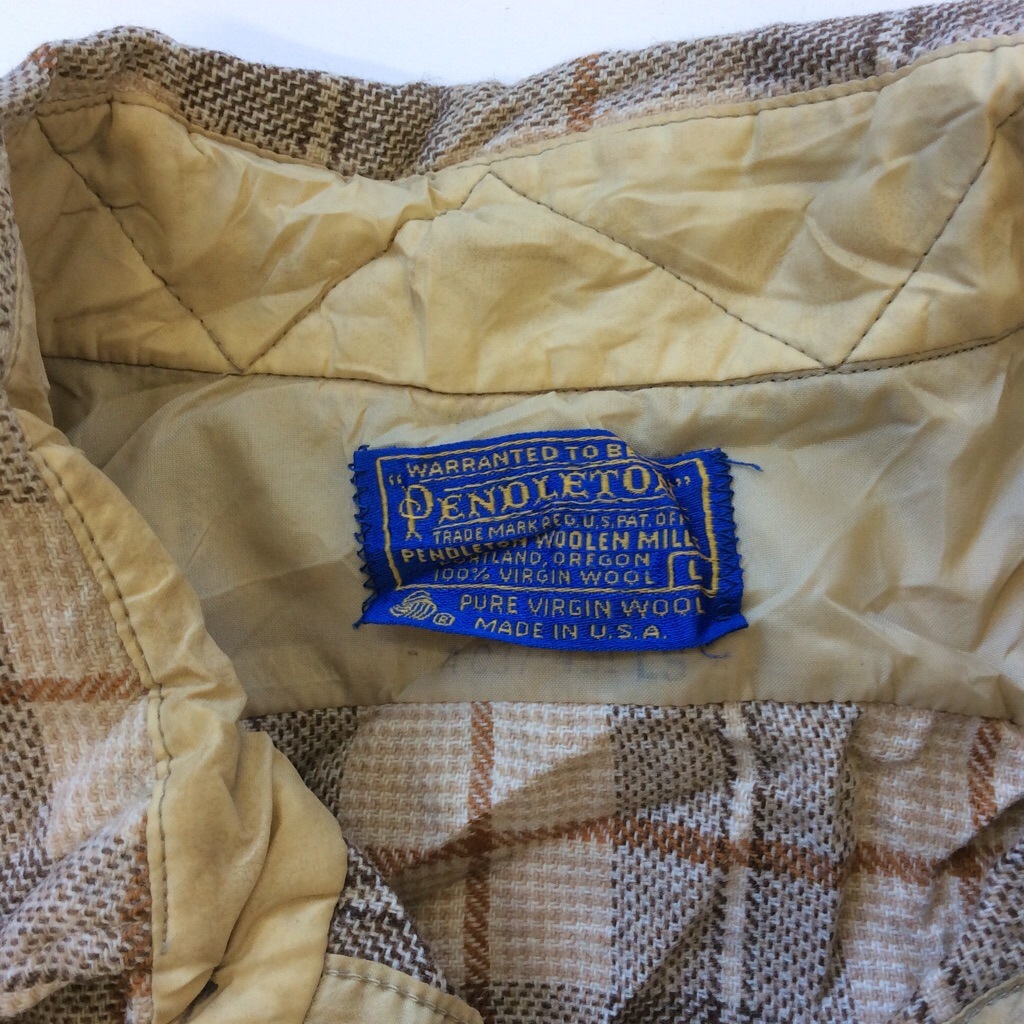 "WARRANTED TO BE
PENDLETON"
TRADE MARK REG. U.S. PAT. OFF
PENDLETON WOOLEN MILL
PORTLAND, OREGON
100% VIRGIN WOOL L
® PURE VIRGIN WOOL
MADE IN U.S.A.